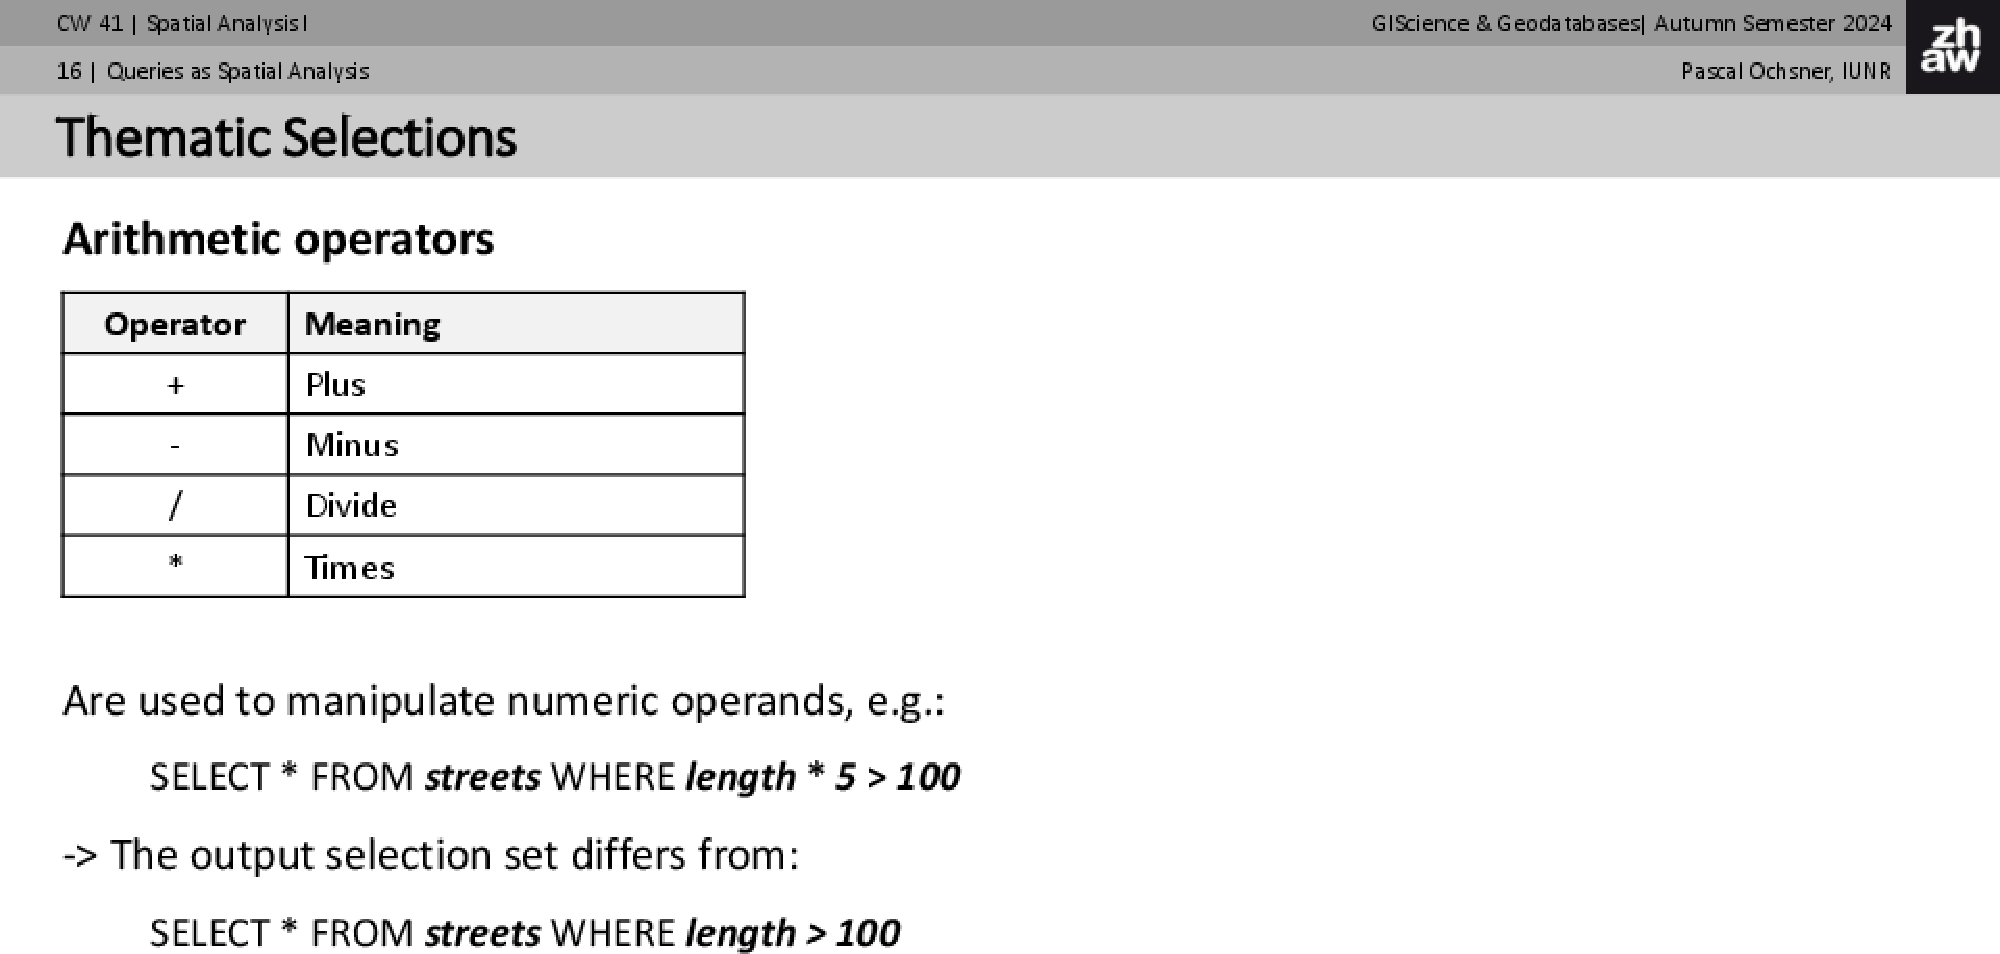 CW 41 | Spatial Analysis I
GIScience & Geodatabases| Autumn Semester 2024
zh
aw
16 | Queries as Spatial Analysis
Pascal Ochsner, IUNR
Thematic Selections
Arithmetic operators
Operator Meaning
+ Plus
- Minus
/ Divide
* Times
Are used to manipulate numeric operands, e.g.:
SELECT * FROM streets WHERE length * 5 > 100
-> The output selection set differs from:
SELECT * FROM streets WHERE length > 100